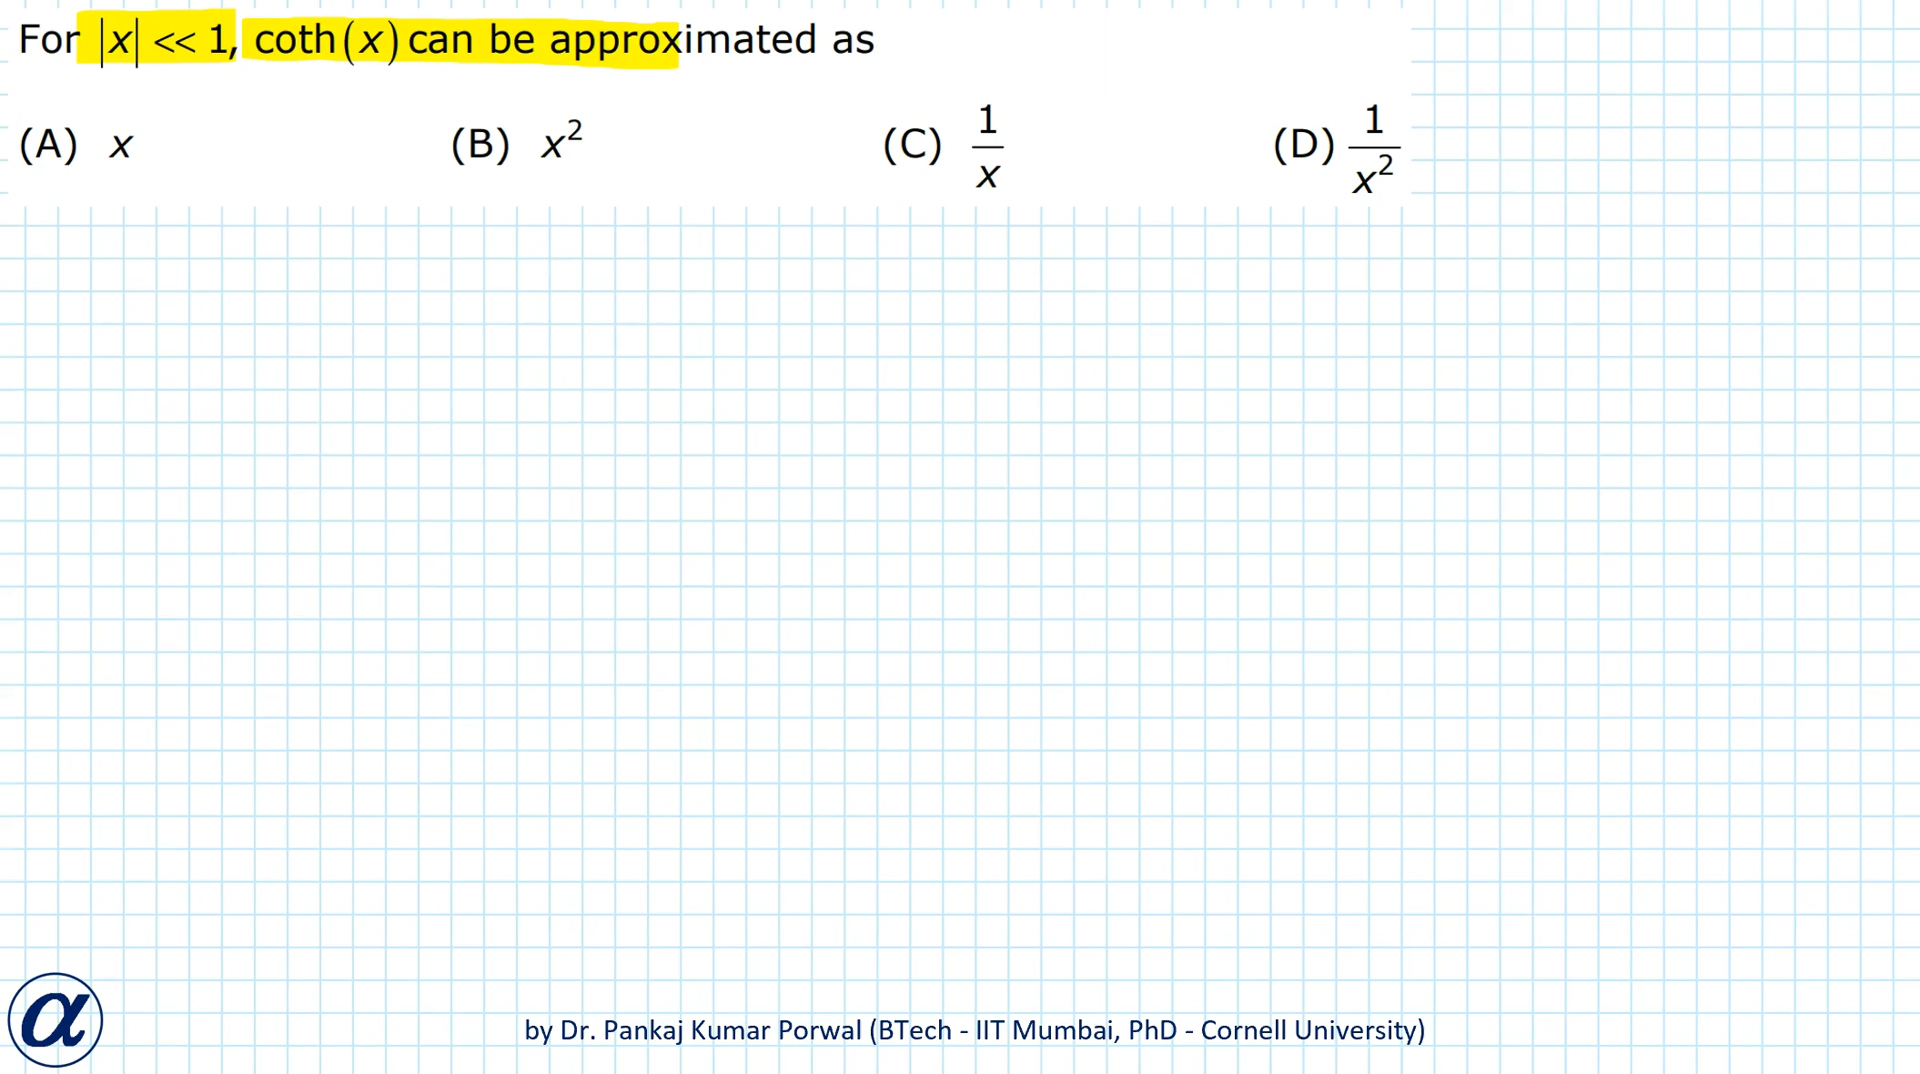 For |x| << 1, coth(x) can be approximated as
(A) x (B) x² (C) 1/x (D) 1/x²
α
by Dr. Pankaj Kumar Porwal (BTech - IIT Mumbai, PhD - Cornell University)